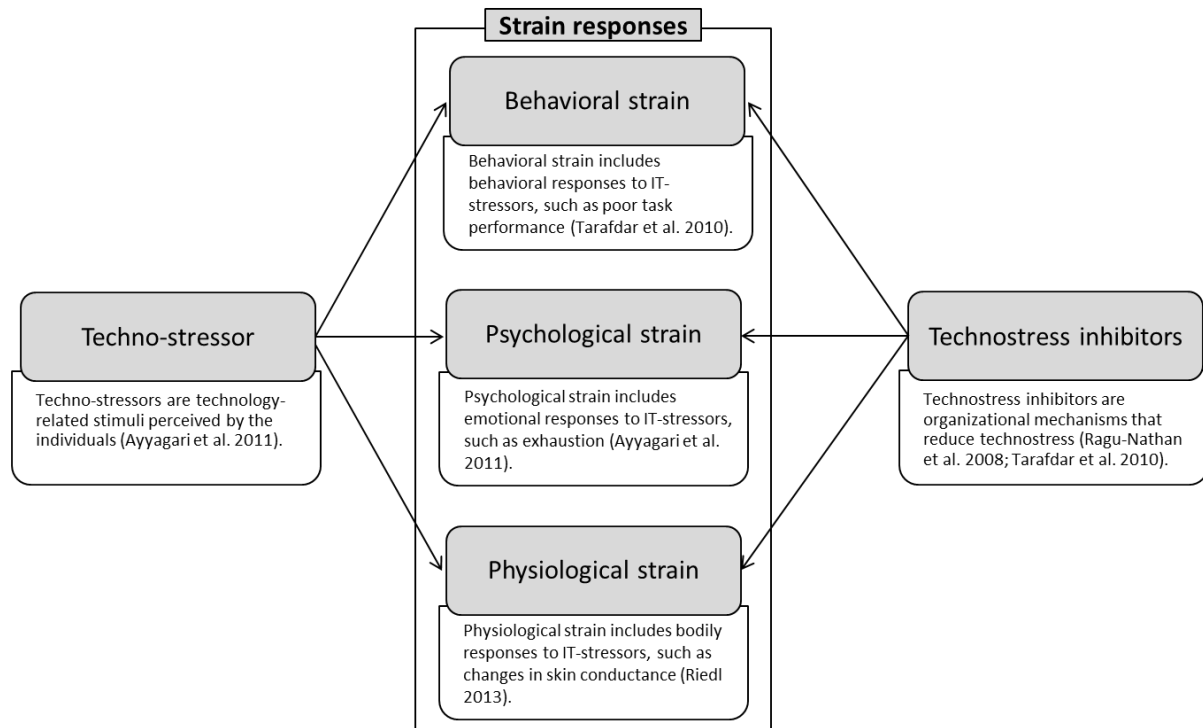 Strain responses
Behavioral strain
Behavioral strain includes
behavioral responses to IT-
stressors, such as poor task
performance (Tarafdar et al. 2010).
Techno-stressor
Techno-stressors are technology-
related stimuli perceived by the
individuals (Ayyagari et al. 2011).
Psychological strain
Psychological strain includes
emotional responses to IT-stressors,
such as exhaustion (Ayyagari et al.
2011).
Technostress inhibitors
Technostress inhibitors are
organizational mechanisms that
reduce technostress (Ragu-Nathan
et al. 2008; Tarafdar et al. 2010).
Physiological strain
Physiological strain includes bodily
responses to IT-stressors, such as
changes in skin conductance (Riedl
2013).